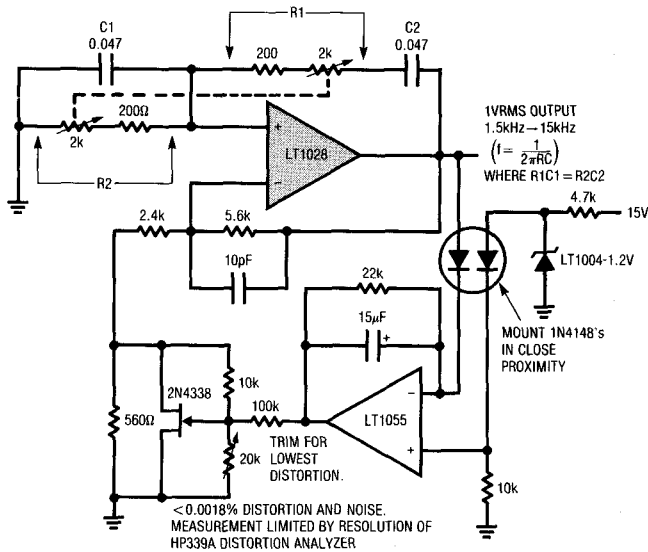 R1
C1
0.047
200
2k
C2
0.047
2k
200Ω
R2
+
−
LT1028
1VRMS OUTPUT
1.5kHz→15kHz
(f = 1/2πRC)
WHERE R1C1 = R2C2
4.7k
15V
LT1004-1.2V
2.4k
5.6k
10pF
22k
15μF
+
MOUNT 1N4148's
IN CLOSE
PROXIMITY
2N4338
560Ω
10k
100k
20k
TRIM FOR
LOWEST
DISTORTION.
−
+
LT1055
10k
<0.0018% DISTORTION AND NOISE.
MEASUREMENT LIMITED BY RESOLUTION OF
HP339A DISTORTION ANALYZER